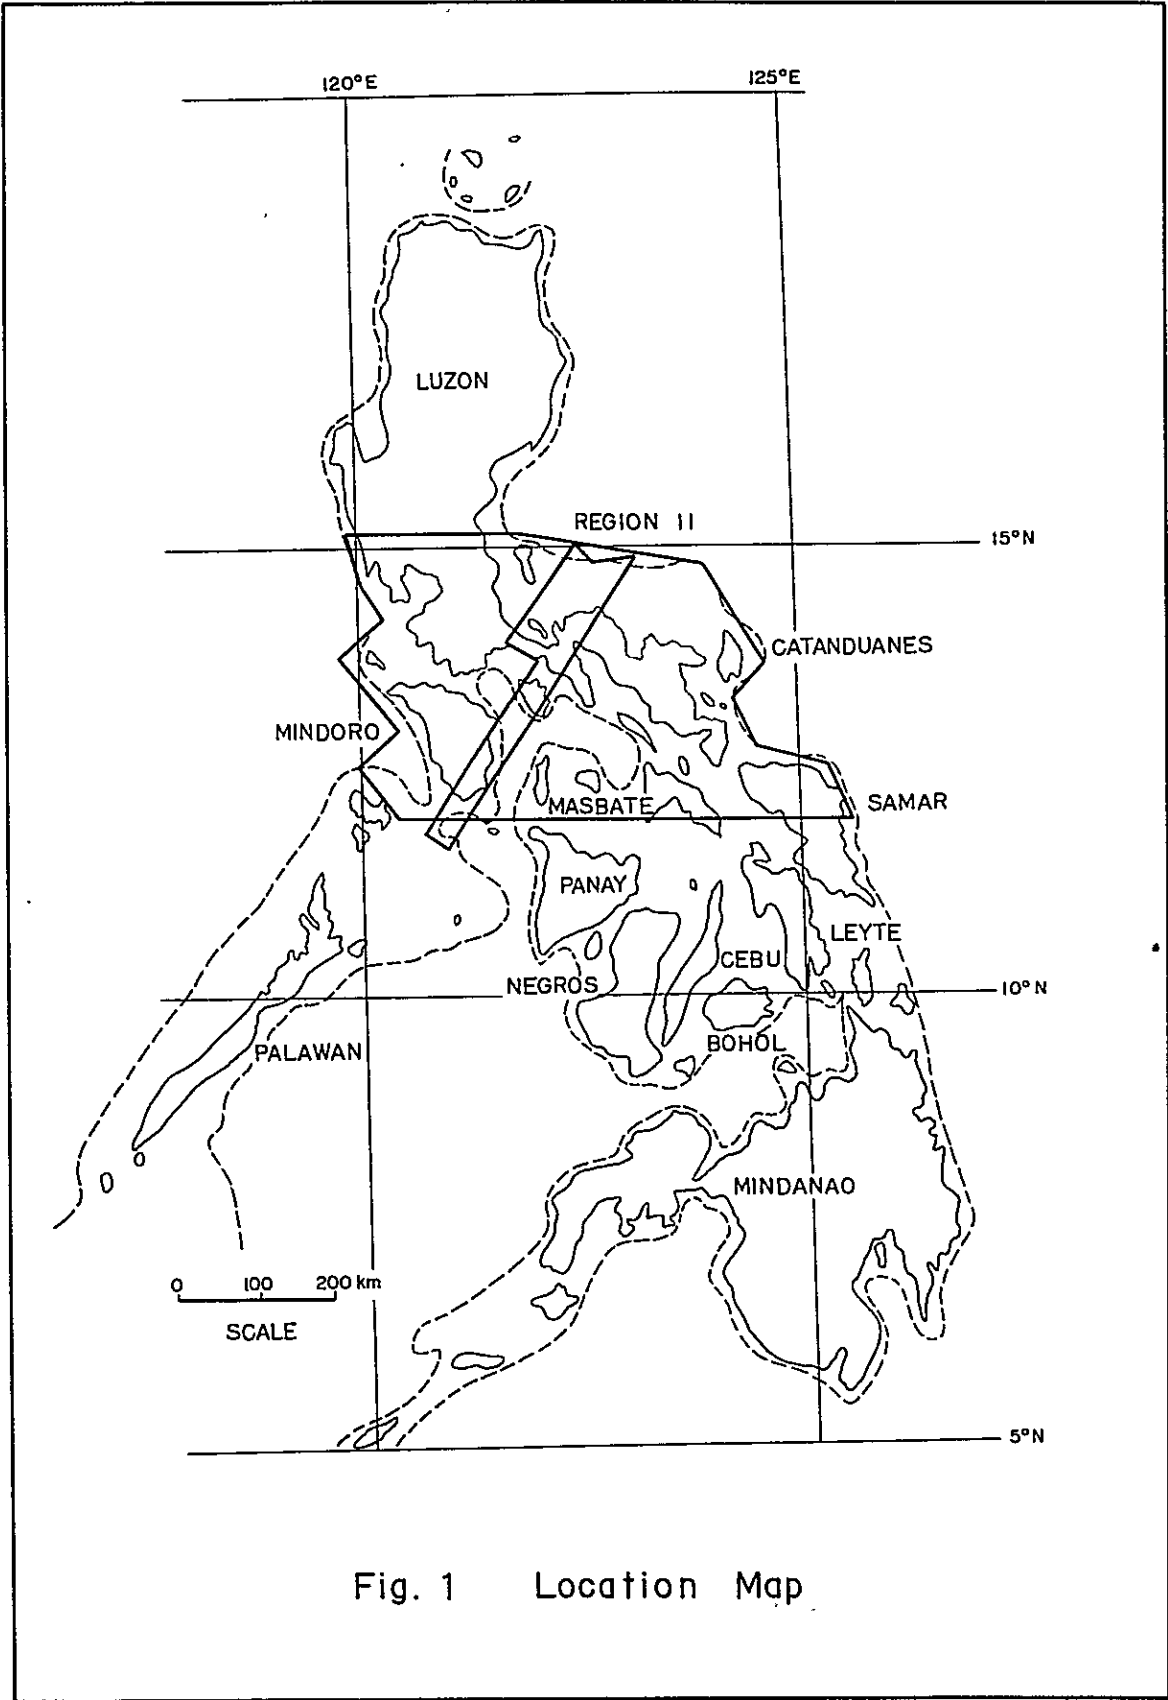 120°E 125°E
LUZON
REGION II
15°N
CATANDUANES
MINDORO
MASBATE
SAMAR
PANAY
LEYTE
CEBU
NEGROS
10°N
BOHOL
PALAWAN
MINDANAO
0 100 200 km
SCALE
5°N
Fig. 1 Location Map